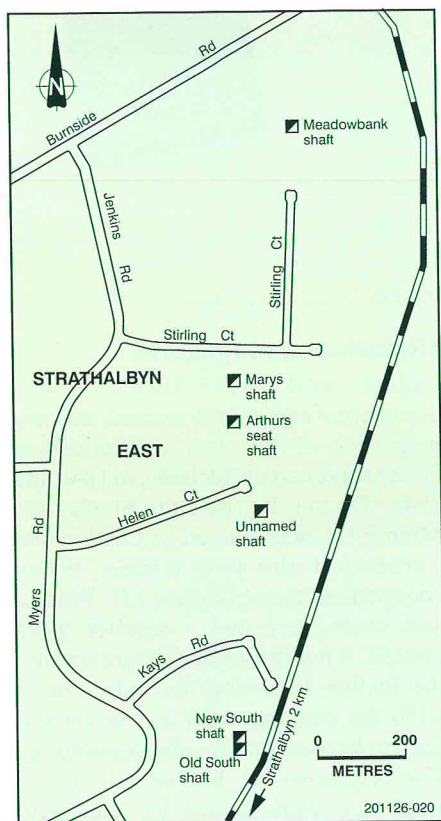 N
Burnside Rd
Meadowbank
shaft
Jenkins
Rd
Stirling Ct
Stirling Ct
STRATHALBYN
EAST
Marys
shaft
Arthurs
seat
shaft
Helen Ct
Unnamed
shaft
Myers Rd
Kays Rd
New South
shaft
Old South
shaft
Strathalbyn 2 km
0 200
METRES
201126-020